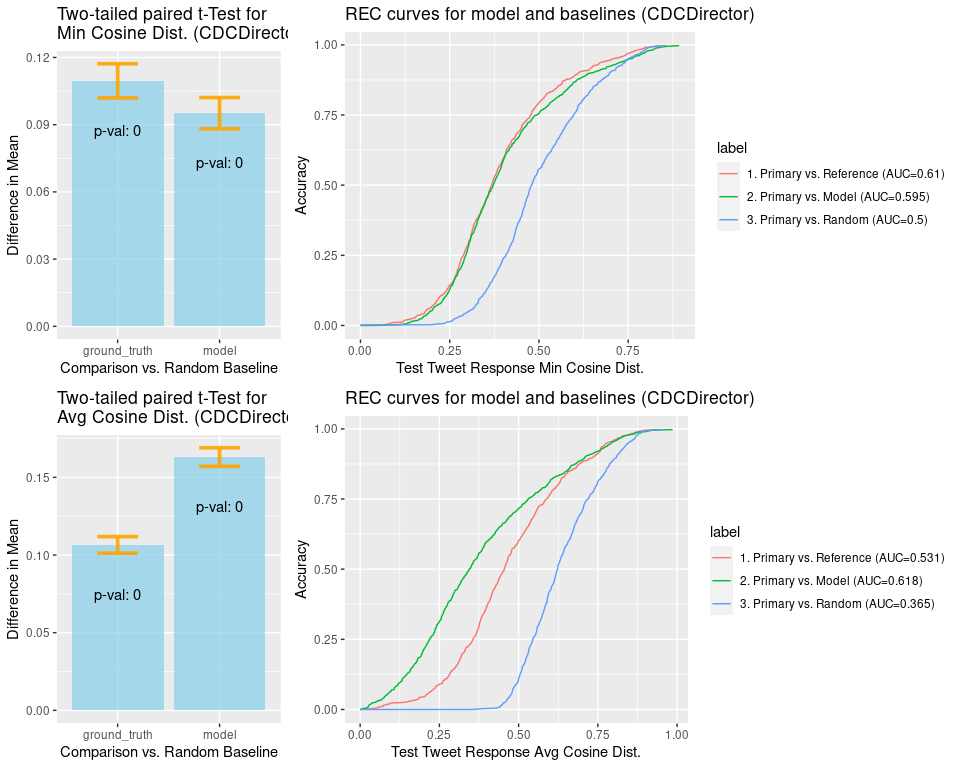 Two-tailed paired t-Test for
Min Cosine Dist. (CDCDirecto
0.12
0.09
0.06
0.03
0.00
Difference in Mean
p-val: 0
p-val: 0
ground_truth
model
Comparison vs. Random Baseline
REC curves for model and baselines (CDCDirector)
1.00
0.75
0.50
0.25
0.00
Accuracy
0.00
0.25
0.50
0.75
Test Tweet Response Min Cosine Dist.
label
1. Primary vs. Reference (AUC=0.61)
2. Primary vs. Model (AUC=0.595)
3. Primary vs. Random (AUC=0.5)
Two-tailed paired t-Test for
Avg Cosine Dist. (CDCDirecto
0.15
0.10
0.05
0.00
Difference in Mean
p-val: 0
p-val: 0
ground_truth
model
Comparison vs. Random Baseline
REC curves for model and baselines (CDCDirector)
1.00
0.75
0.50
0.25
0.00
Accuracy
0.00
0.25
0.50
0.75
1.00
Test Tweet Response Avg Cosine Dist.
label
1. Primary vs. Reference (AUC=0.531)
2. Primary vs. Model (AUC=0.618)
3. Primary vs. Random (AUC=0.365)